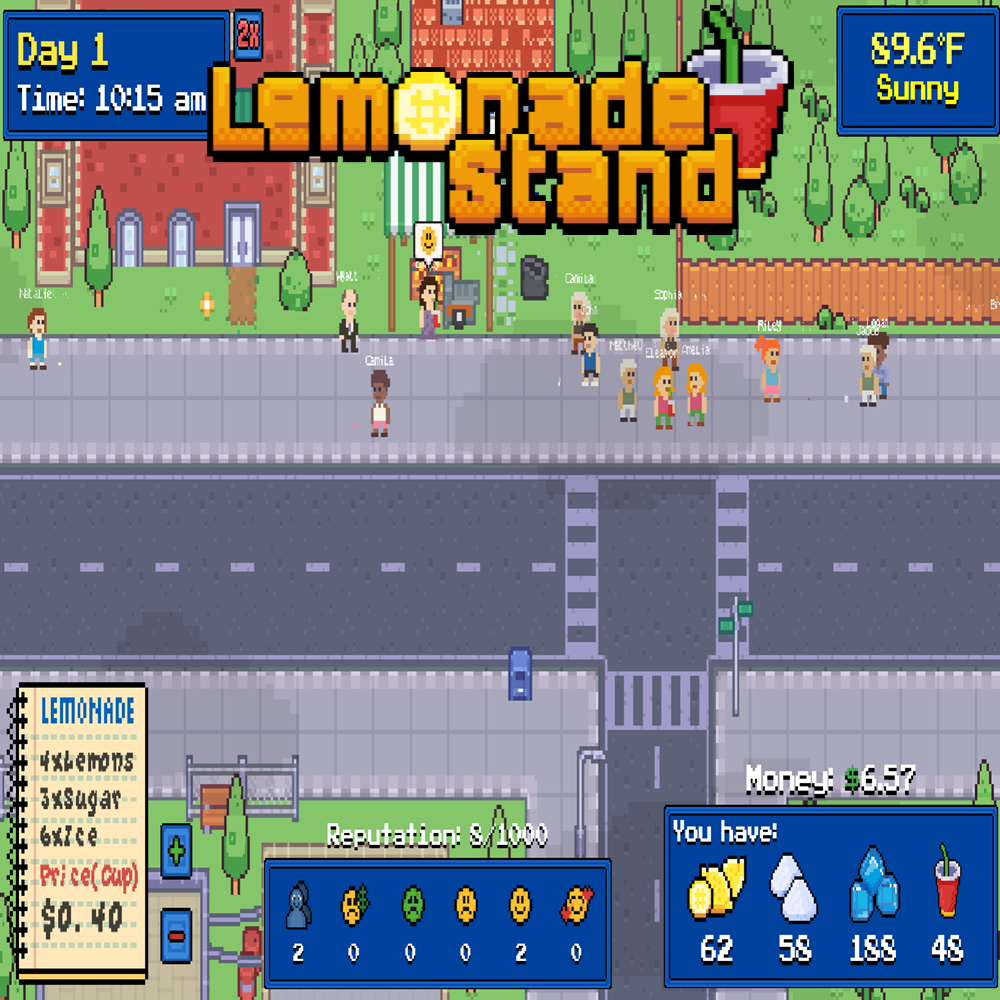 Day 1
2X
Time: 10:15 am
Lemonade
Stand
89.6°F
Sunny
Natalie
Wyatt
Camila
Sophia
Camila
Matthew
Eleanor
Amelia
Riley
Logan
LEMONADE
4xLemons
3xSugar
6xIce
Price(Cup)
$0.40
Reputation: 8/1000
2 0 0 0 2 0
Money: $6.57
You have:
62 58 188 48